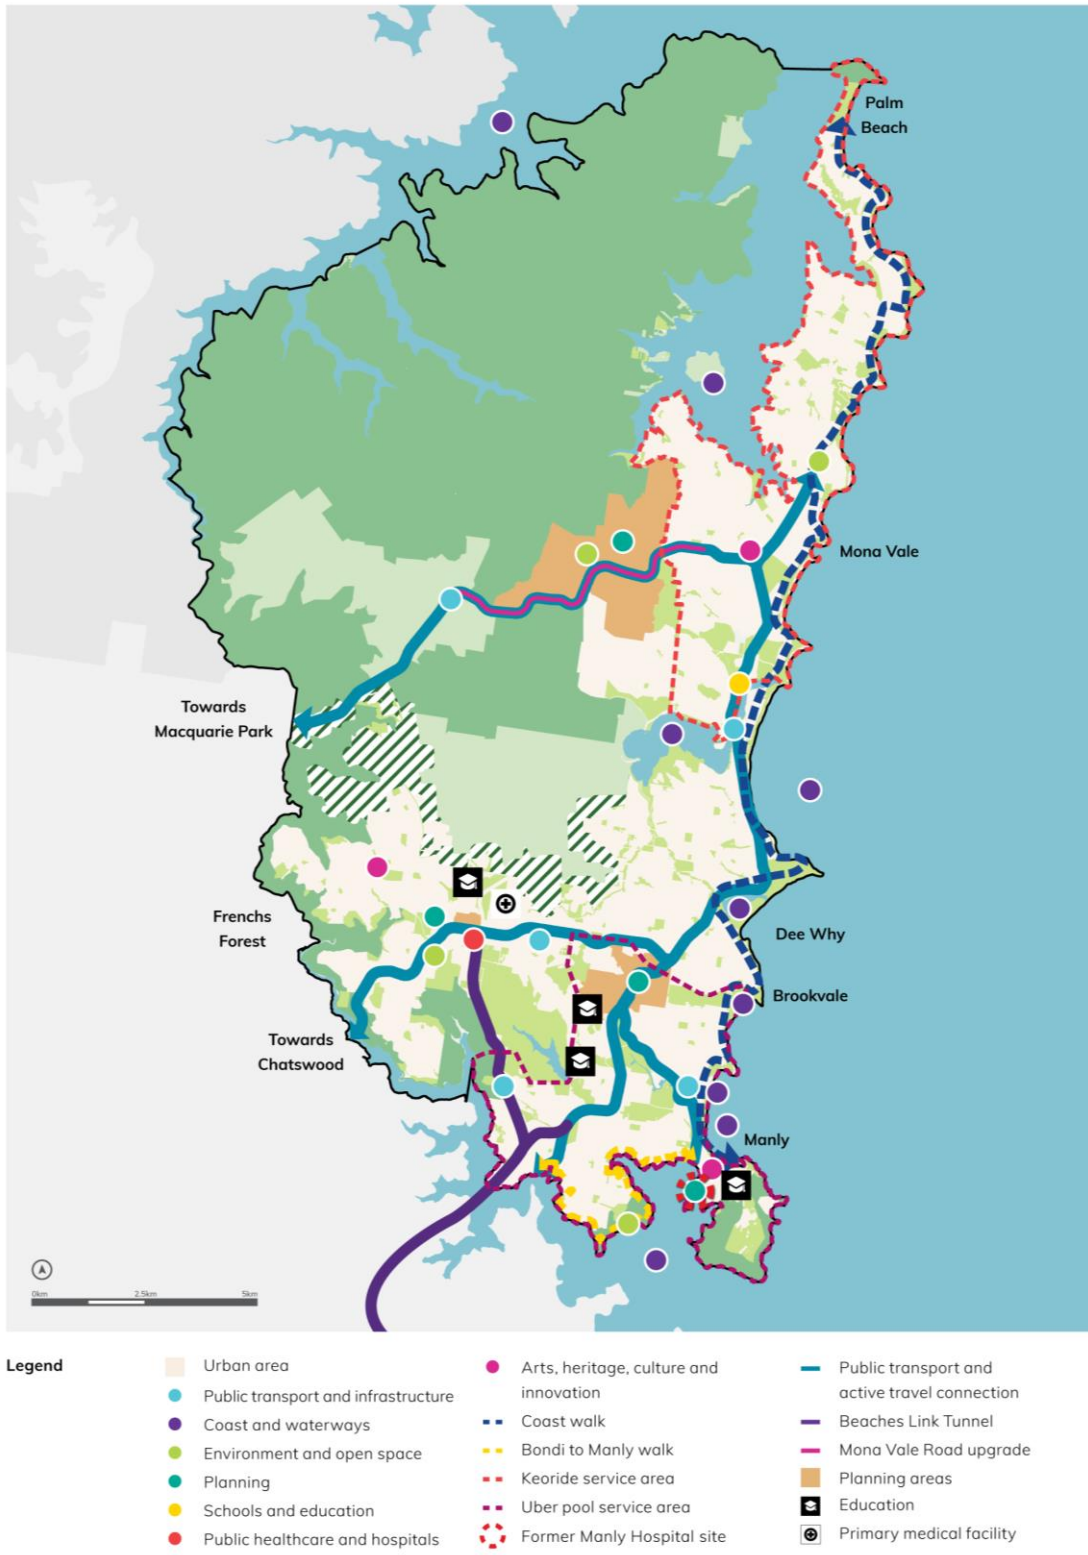 Palm
Beach
Mona Vale
Towards
Macquarie Park
Frenchs
Forest
Dee Why
Brookvale
Towards
Chatswood
Manly
0km 2.5km 5km
Legend
Urban area
Public transport and infrastructure
Coast and waterways
Environment and open space
Planning
Schools and education
Public healthcare and hospitals
Arts, heritage, culture and
innovation
Coast walk
Bondi to Manly walk
Keoride service area
Uber pool service area
Former Manly Hospital site
Public transport and
active travel connection
Beaches Link Tunnel
Mona Vale Road upgrade
Planning areas
Education
Primary medical facility